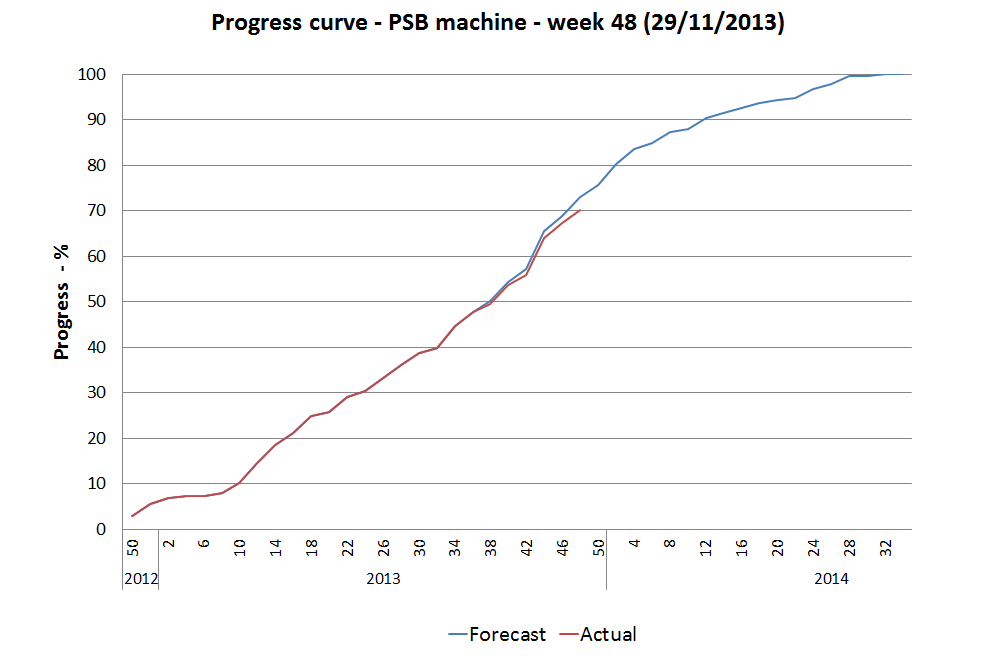 Progress curve - PSB machine - week 48 (29/11/2013)
Progress - %
100
90
80
70
60
50
40
30
20
10
0
50 2 6 10 14 18 22 26 30 34 38 42 46 50 4 8 12 16 20 24 28 32
2012 2013 2014
Forecast Actual